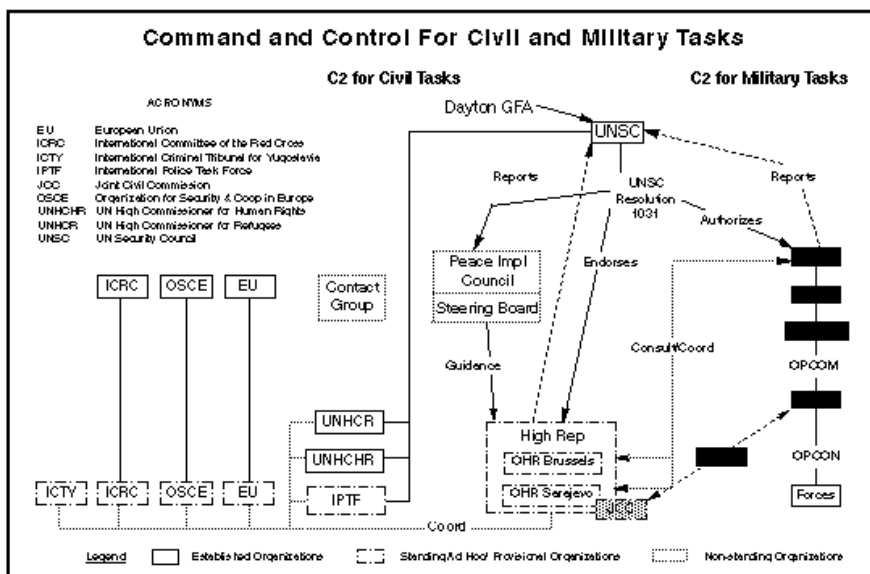 Command and Control For Civil and Military Tasks
C2 for Civil Tasks
C2 for Military Tasks
ACRONYMS
EU European Union
ICRC International Committee of the Red Cross
ICTY International Criminal Tribunal for Yugoslavia
IPTF International Police Task Force
JCC Joint Civil Commission
OSCE Organization for Security & Coop in Europe
UNHCHR UN High Commissioner for Human Rights
UNHCR UN High Commissioner for Refugees
UNSC UN Security Council
Dayton GFA
UNSC
Reports
UNSC
Resolution
1031
Reports
Authorizes
Peace Impl
Council
Steering Board
Endorses
ICRC
OSCE
EU
Contact
Group
Consult/Coord
Guidance
OPCOM
UNHCR
High Rep
UNHCHR
OHR Brussels
OPCON
ICTY
ICRC
OSCE
EU
IPTF
OHR Serajevo
JCC
Forces
Coord
Legend
Established Organizations
Standing Ad Hoc/ Provisional Organizations
Non-standing Organizations